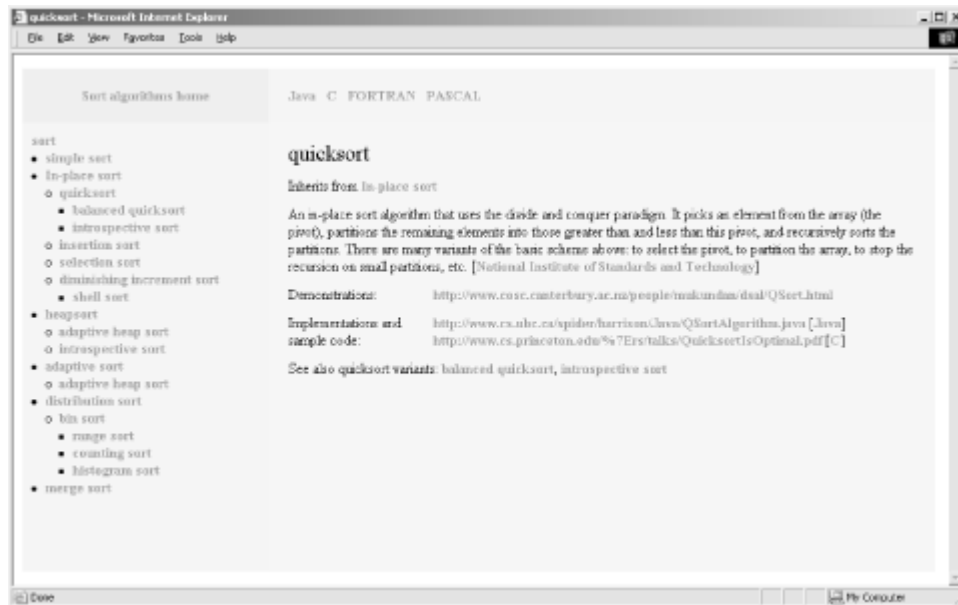 quicksort - Microsoft Internet Explorer
File Edit View Favorites Tools Help
Sort algorithms home
Java C FORTRAN PASCAL
sort
simple sort
In-place sort
quicksort
balanced quicksort
introspective sort
insertion sort
selection sort
diminishing increment sort
shell sort
heapsort
adaptive heap sort
introspective sort
adaptive sort
adaptive heap sort
distribution sort
bin sort
range sort
counting sort
histogram sort
merge sort
quicksort
Inherits from In-place sort
An in-place sort algorithm that uses the divide and conquer paradigm. It picks an element from the array (the
pivot), partitions the remaining elements into those greater than and less than this pivot, and recursively sorts the
partitions. There are many variants of the basic scheme above: to select the pivot, to partition the array, to stop the
recursion on small partitions, etc. [National Institute of Standards and Technology]
Demonstrations: http://www.cosc.canterbury.ac.nz/people/mukundan/dsal/QSort.html
Implementations and http://www.cs.ubc.ca/spider/harrison/Java/QSortAlgorithm.java [Java]
sample code: http://www.cs.princeton.edu/%7Ers/talks/QuicksortIsOptimal.pdf [C]
See also quicksort variants: balanced quicksort, introspective sort
Done
My Computer